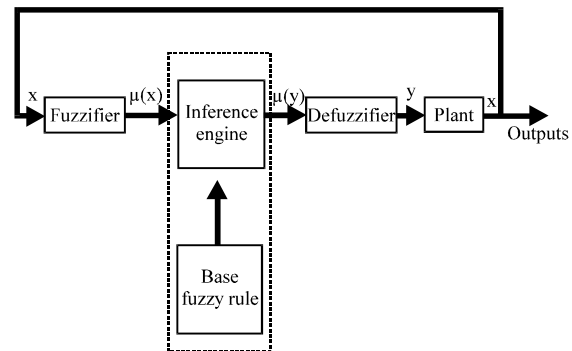 x
Fuzzifier
μ(x)
Inference
engine
μ(y)
Defuzzifier
y
Plant
x
Outputs
Base
fuzzy rule